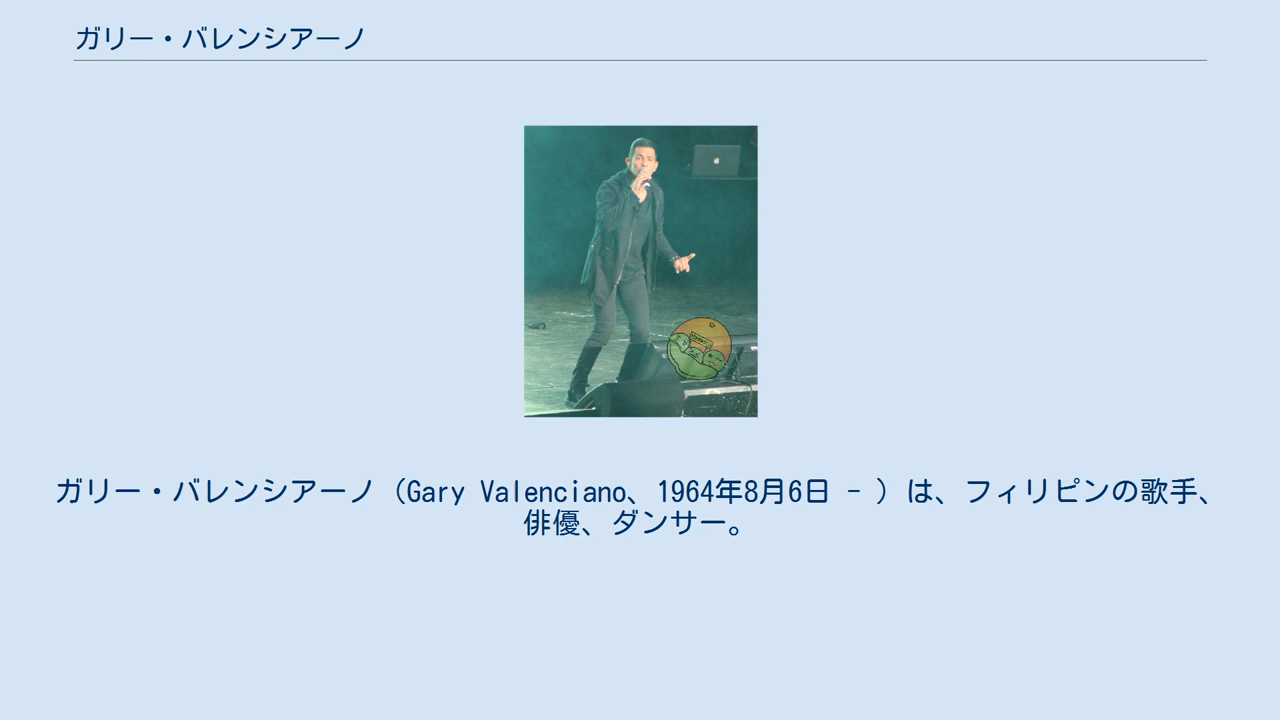 ガリー・バレンシアーノ
ガリー・バレンシアーノ（Gary Valenciano、1964年8月6日 - ）は、フィリピンの歌手、
俳優、ダンサー。